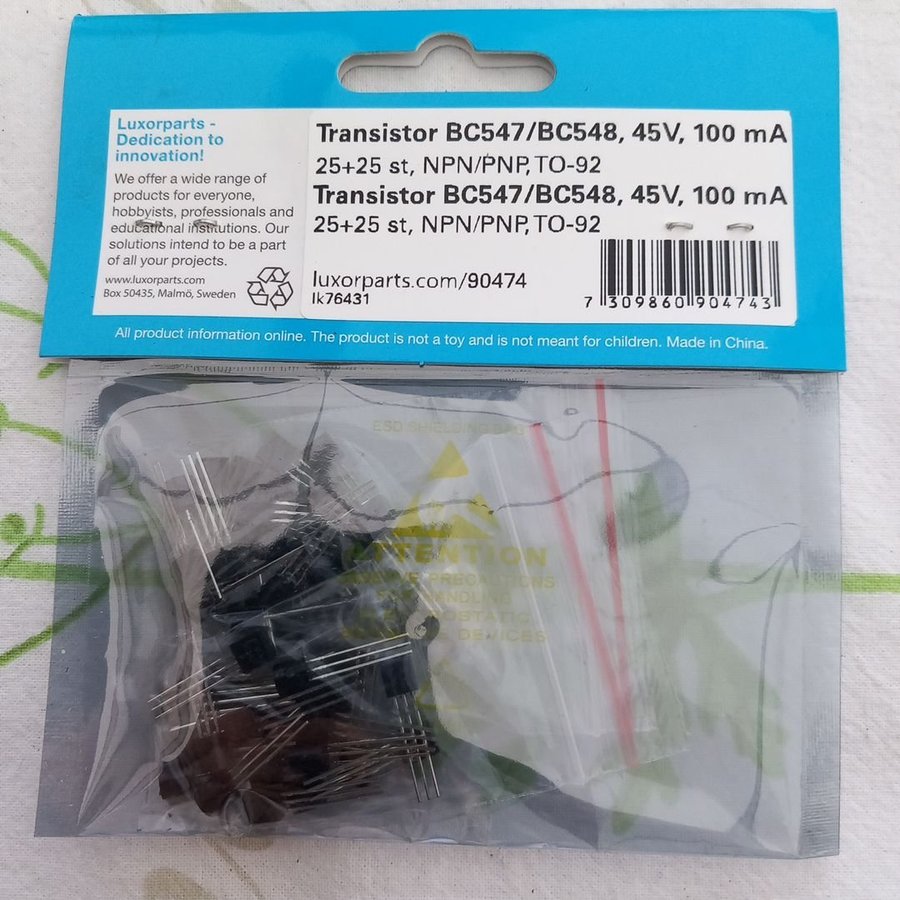 Luxorparts -
Dedication to
innovation!
We offer a wide range of
products for everyone,
hobbyists, professionals and
educational institutions. Our
solutions intend to be a part
of all your projects.
www.luxorparts.com
Box 50435, Malmö, Sweden
Transistor BC547/BC548, 45V, 100 mA
25+25 st, NPN/PNP, TO-92
Transistor BC547/BC548, 45V, 100 mA
25+25 st, NPN/PNP, TO-92
luxorparts.com/90474
lk76431
7 309860 904743
All product information online. The product is not a toy and is not meant for children. Made in China.
ESD SHIELDING BAG
ATTENTION
PRECAUTIONS
HANDLING
DEVICES